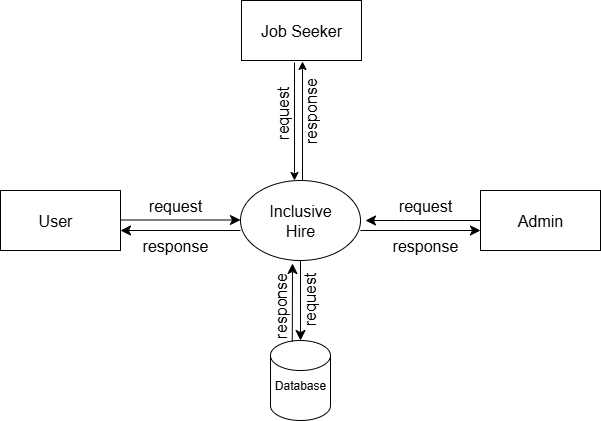 Job Seeker
request
response
User
request
response
Inclusive
Hire
request
response
Admin
response
request
Database